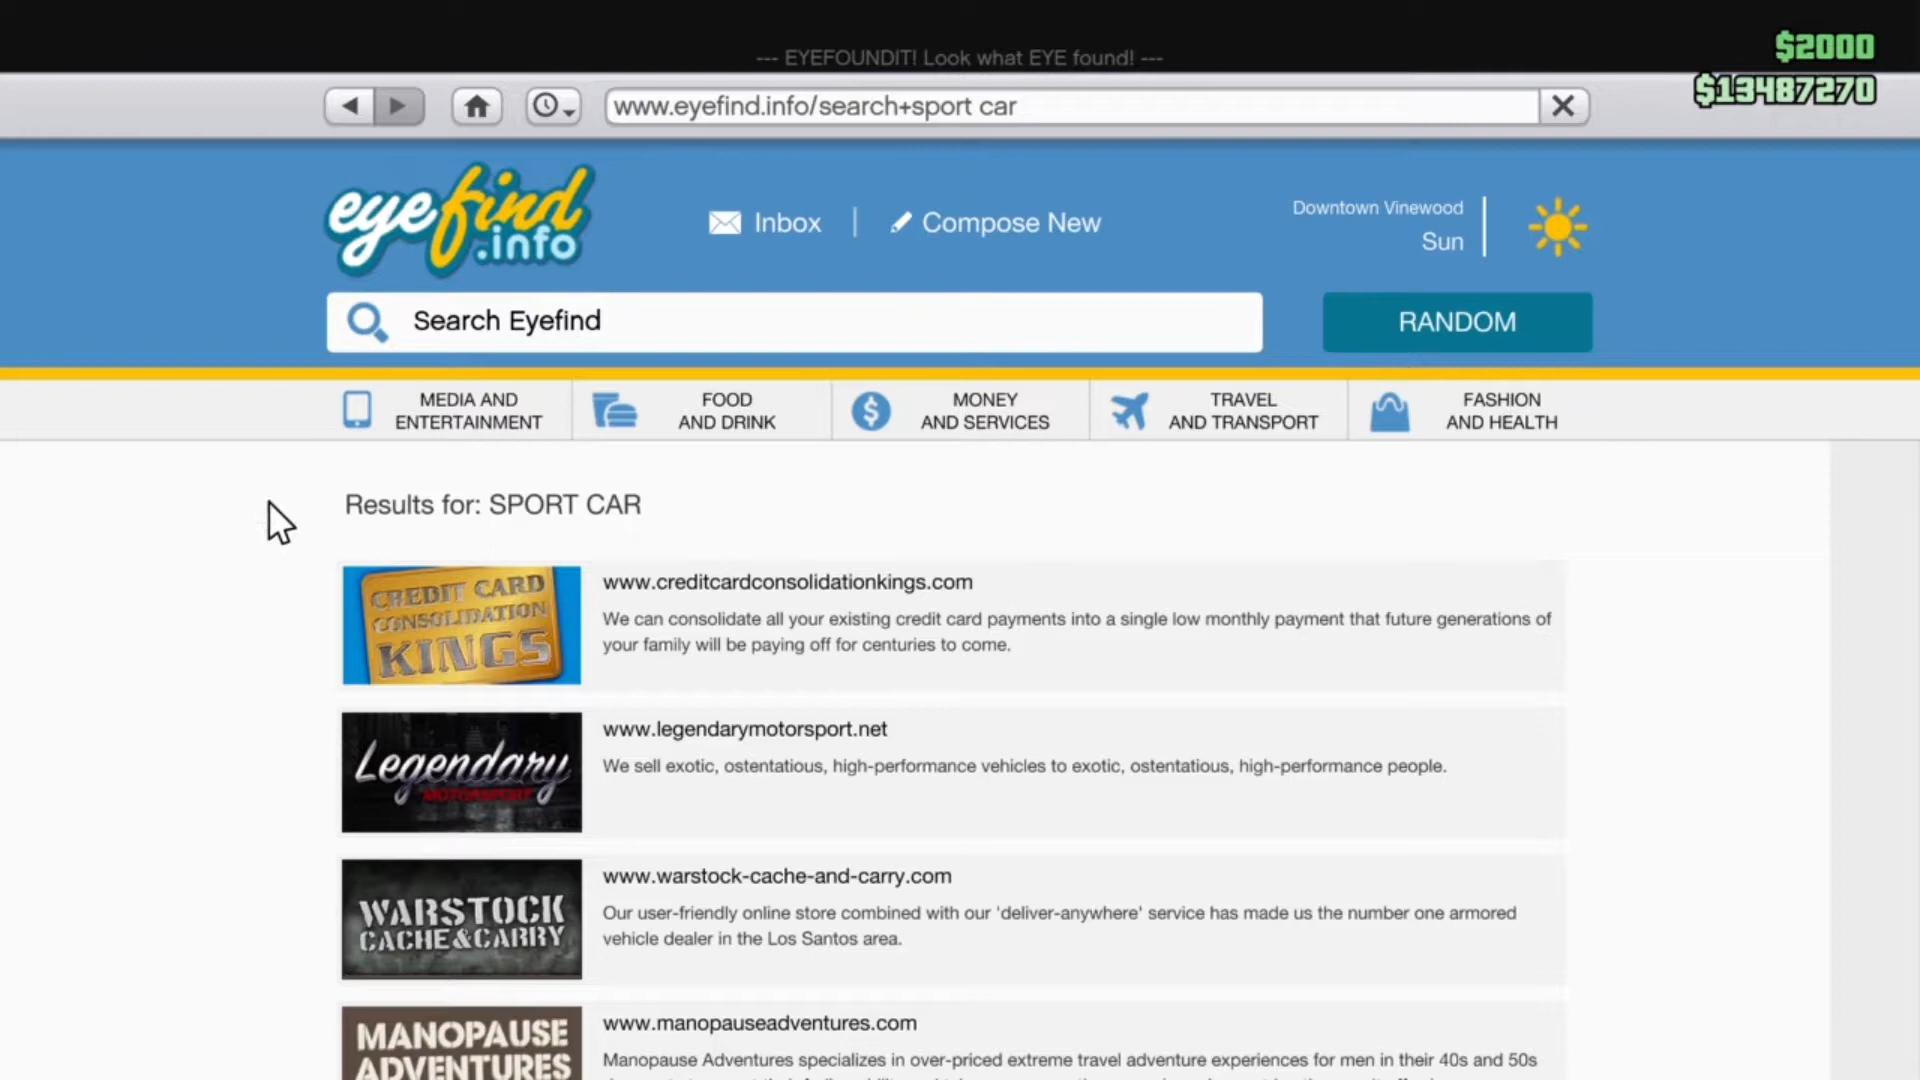 $2000
--- EYEFOUNDIT! Look what EYE found! ---
$13487270
www.eyefind.info/search+sport car
eyefind
.info
Inbox
Compose New
Downtown Vinewood
Sun
Search Eyefind
RANDOM
MEDIA AND
ENTERTAINMENT
FOOD
AND DRINK
MONEY
AND SERVICES
TRAVEL
AND TRANSPORT
FASHION
AND HEALTH
Results for: SPORT CAR
CREDIT CARD
CONSOLIDATION
KINGS
www.creditcardconsolidationkings.com
We can consolidate all your existing credit card payments into a single low monthly payment that future generations of
your family will be paying off for centuries to come.
Legendary
MOTORSPORT
www.legendarymotorsport.net
We sell exotic, ostentatious, high-performance vehicles to exotic, ostentatious, high-performance people.
WARSTOCK
CACHE&CARRY
www.warstock-cache-and-carry.com
Our user-friendly online store combined with our 'deliver-anywhere' service has made us the number one armored
vehicle dealer in the Los Santos area.
MANOPAUSE
ADVENTURES
www.manopauseadventures.com
Manopause Adventures specializes in over-priced extreme travel adventure experiences for men in their 40s and 50s